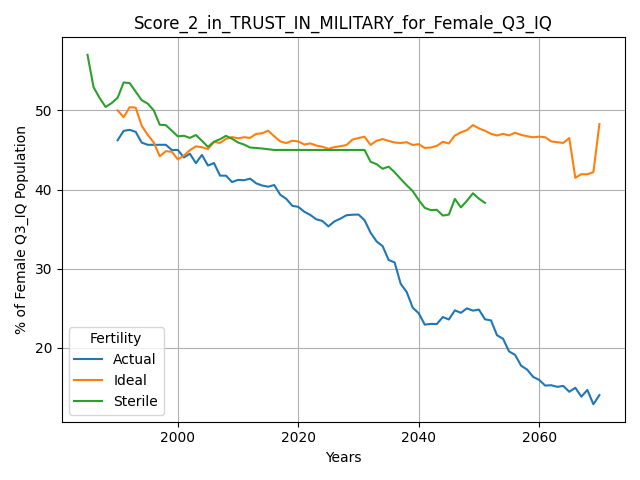 Score_2_in_TRUST_IN_MILITARY_for_Female_Q3_IQ
% of Female Q3_IQ Population
50
40
30
20
Fertility
Actual
Ideal
Sterile
2000
2020
2040
2060
Years